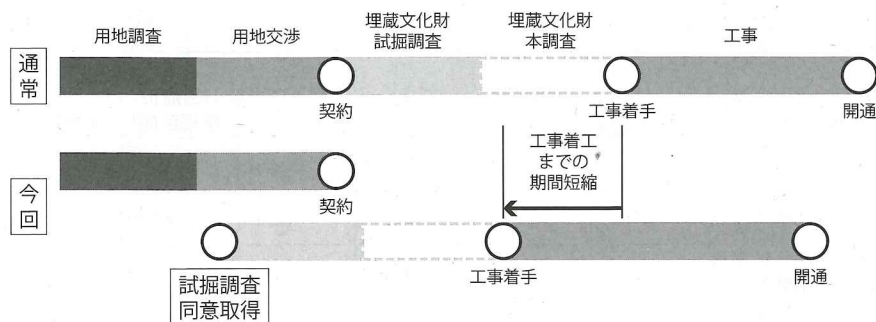 用地調査
用地交渉
埋蔵文化財
試掘調査
埋蔵文化財
本調査
工事
通常
契約
工事着手
開通
工事着工
までの
期間短縮
今回
契約
工事着手
開通
試掘調査
同意取得